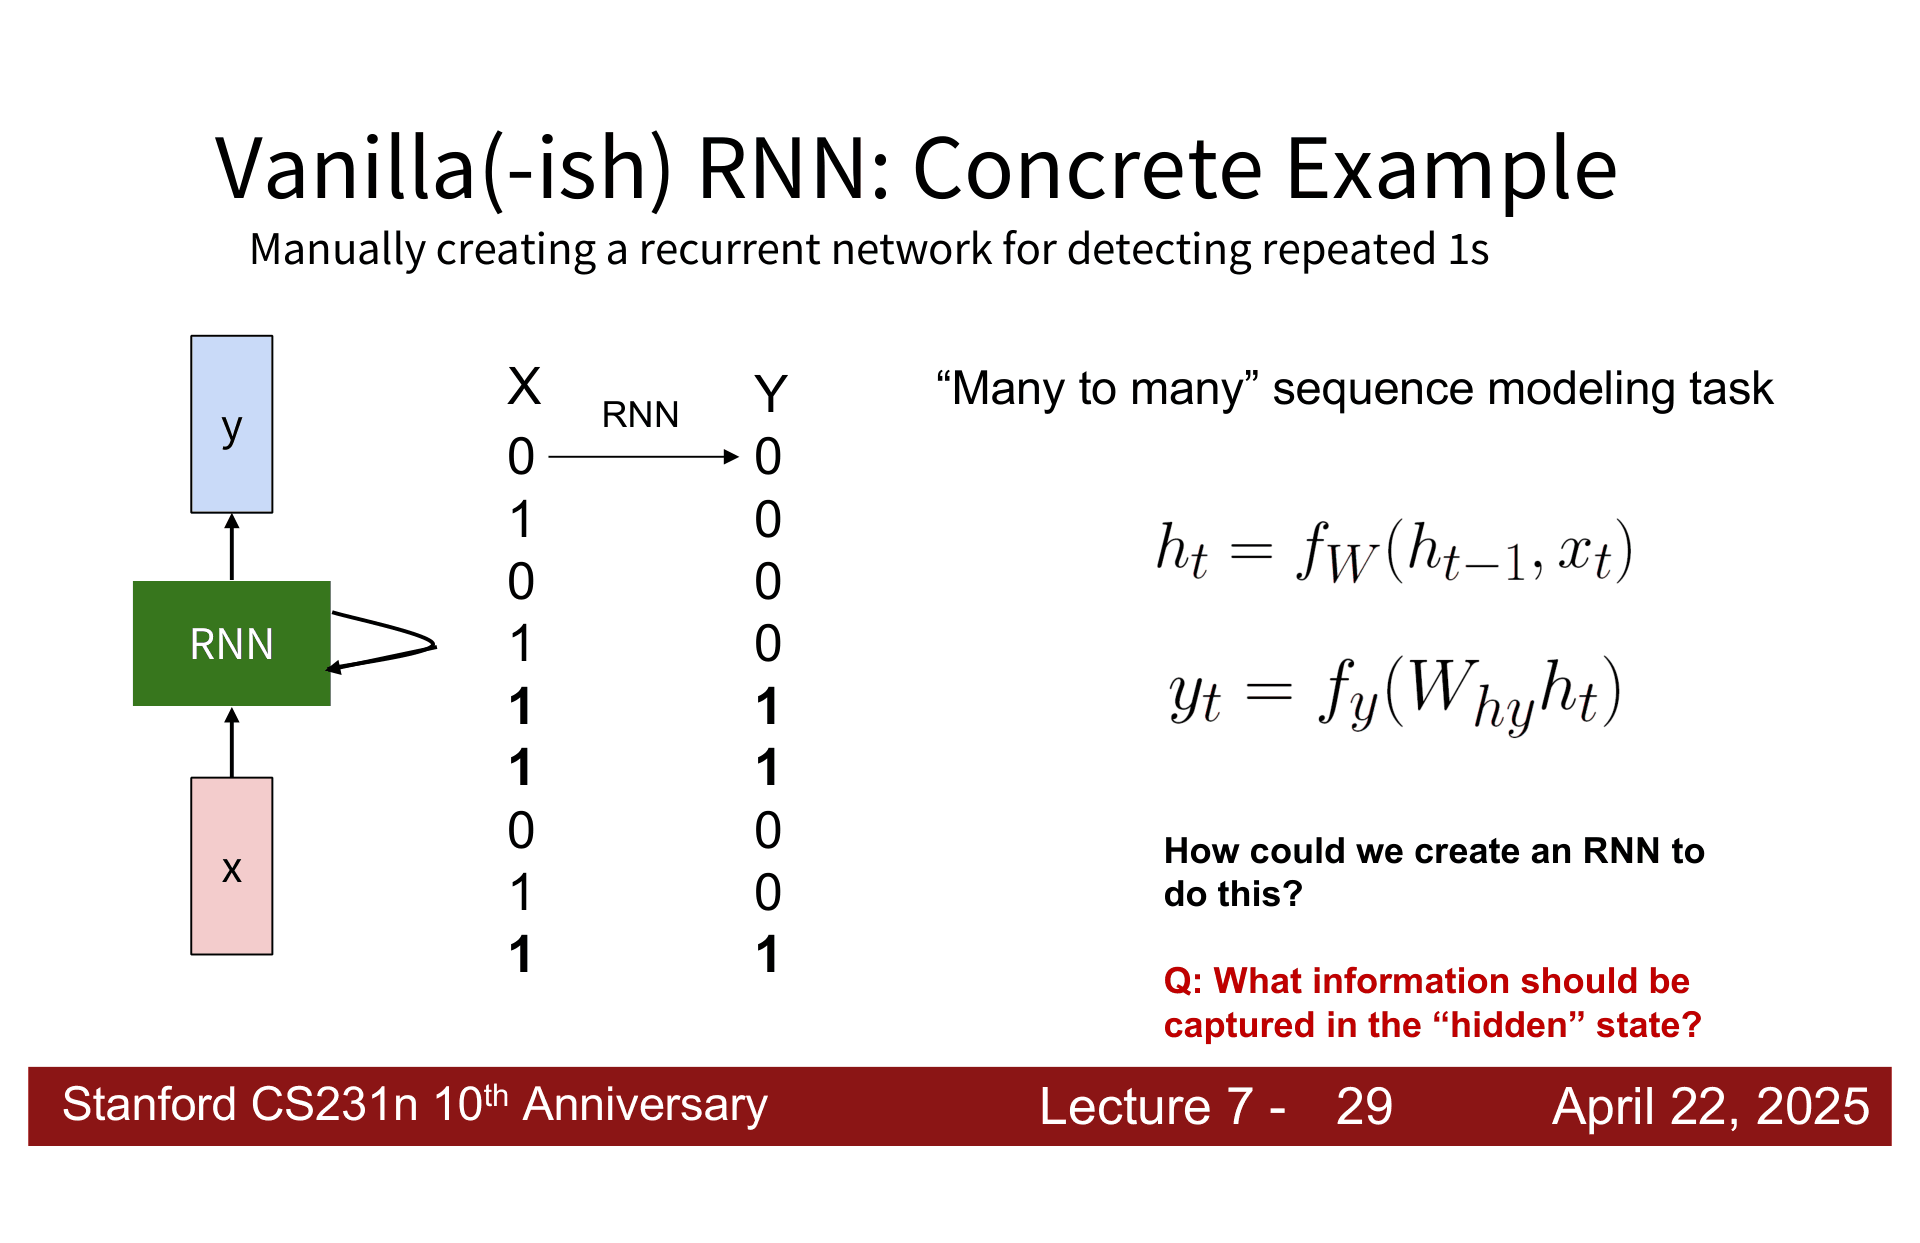 Vanilla(-ish) RNN: Concrete Example
Manually creating a recurrent network for detecting repeated 1s
y
RNN
x
X RNN Y
0 0
1 0
0 0
1 0
1 1
1 1
0 0
1 0
1 1
“Many to many” sequence modeling task
h_t = f_W(h_{t-1}, x_t)
y_t = f_y(W_{hy}h_t)
How could we create an RNN to
do this?
Q: What information should be
captured in the “hidden” state?
Stanford CS231n 10th Anniversary
Lecture 7 - 29
April 22, 2025